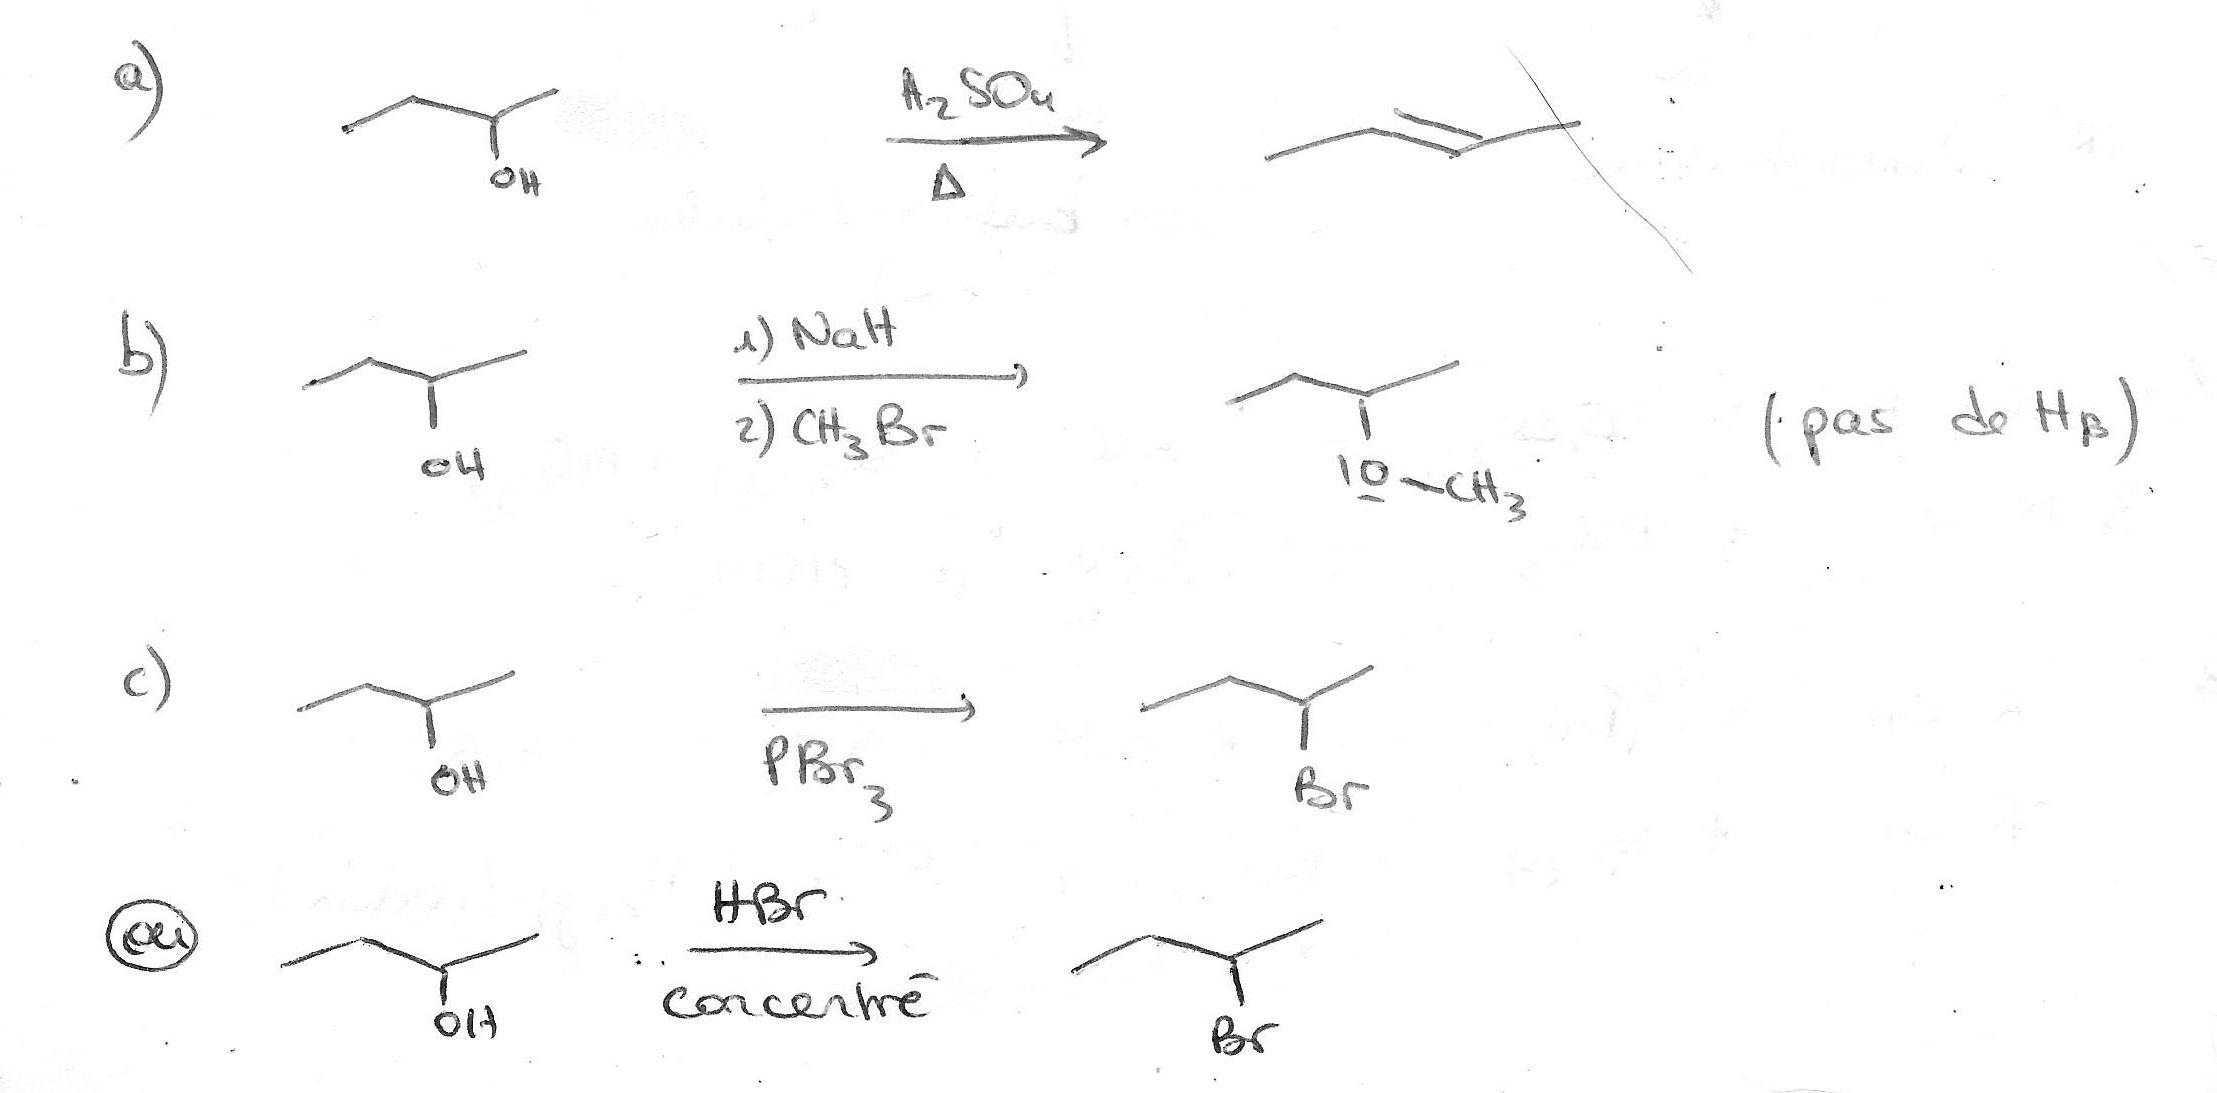 a) OH H₂SO₄ Δ
b) OH 1) NaH 2) CH₃Br |O̲—CH₃ (pas de Hβ)
c) OH PBr₃ Br
ou OH HBr concentré Br